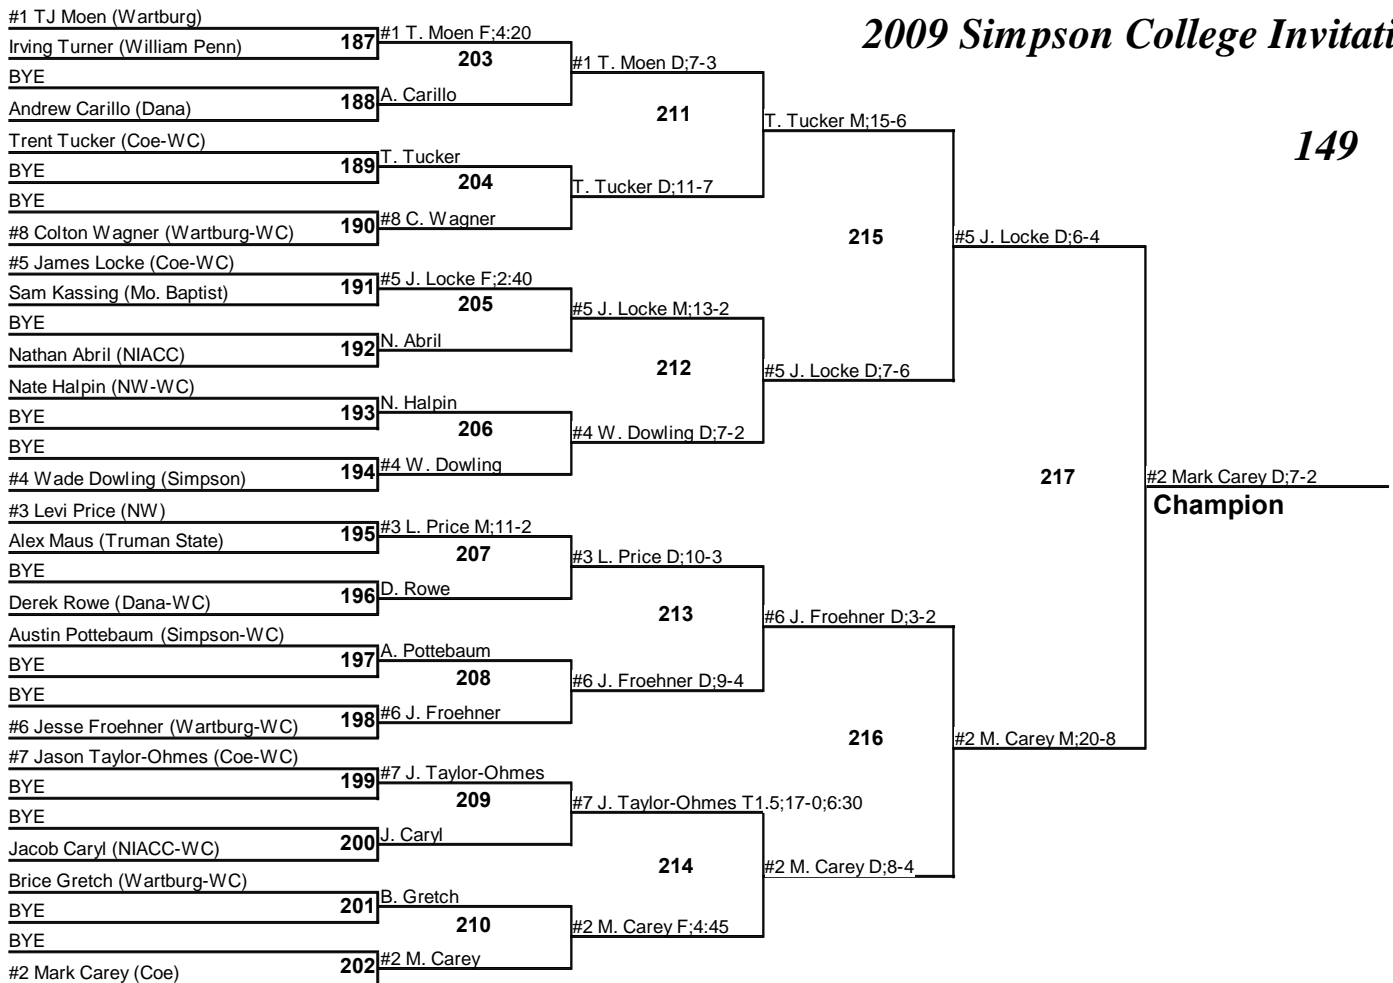 2009 Simpson College Invitati
149
#1 TJ Moen (Wartburg)
Irving Turner (William Penn)
BYE
Andrew Carillo (Dana)
Trent Tucker (Coe-WC)
BYE
BYE
#8 Colton Wagner (Wartburg-WC)
#5 James Locke (Coe-WC)
Sam Kassing (Mo. Baptist)
BYE
Nathan Abril (NIACC)
Nate Halpin (NW-WC)
BYE
BYE
#4 Wade Dowling (Simpson)
#3 Levi Price (NW)
Alex Maus (Truman State)
BYE
Derek Rowe (Dana-WC)
Austin Pottebaum (Simpson-WC)
BYE
BYE
#6 Jesse Froehner (Wartburg-WC)
#7 Jason Taylor-Ohmes (Coe-WC)
BYE
BYE
Jacob Caryl (NIACC-WC)
Brice Gretch (Wartburg-WC)
BYE
BYE
#2 Mark Carey (Coe)
187
188
189
190
191
192
193
194
195
196
197
198
199
200
201
202
#1 T. Moen F;4:20
203
A. Carillo
T. Tucker
204
#8 C. Wagner
#5 J. Locke F;2:40
205
N. Abril
N. Halpin
206
#4 W. Dowling
#3 L. Price M;11-2
207
D. Rowe
A. Pottebaum
208
#6 J. Froehner
#7 J. Taylor-Ohmes
209
J. Caryl
B. Gretch
210
#2 M. Carey
#1 T. Moen D;7-3
211
T. Tucker D;11-7
#5 J. Locke M;13-2
212
#4 W. Dowling D;7-2
#3 L. Price D;10-3
213
#6 J. Froehner D;9-4
#7 J. Taylor-Ohmes T1.5;17-0;6:30
214
#2 M. Carey F;4:45
T. Tucker M;15-6
215
#5 J. Locke D;7-6
#6 J. Froehner D;3-2
216
#2 M. Carey D;8-4
#5 J. Locke D;6-4
217
#2 M. Carey M;20-8
#2 Mark Carey D;7-2
Champion